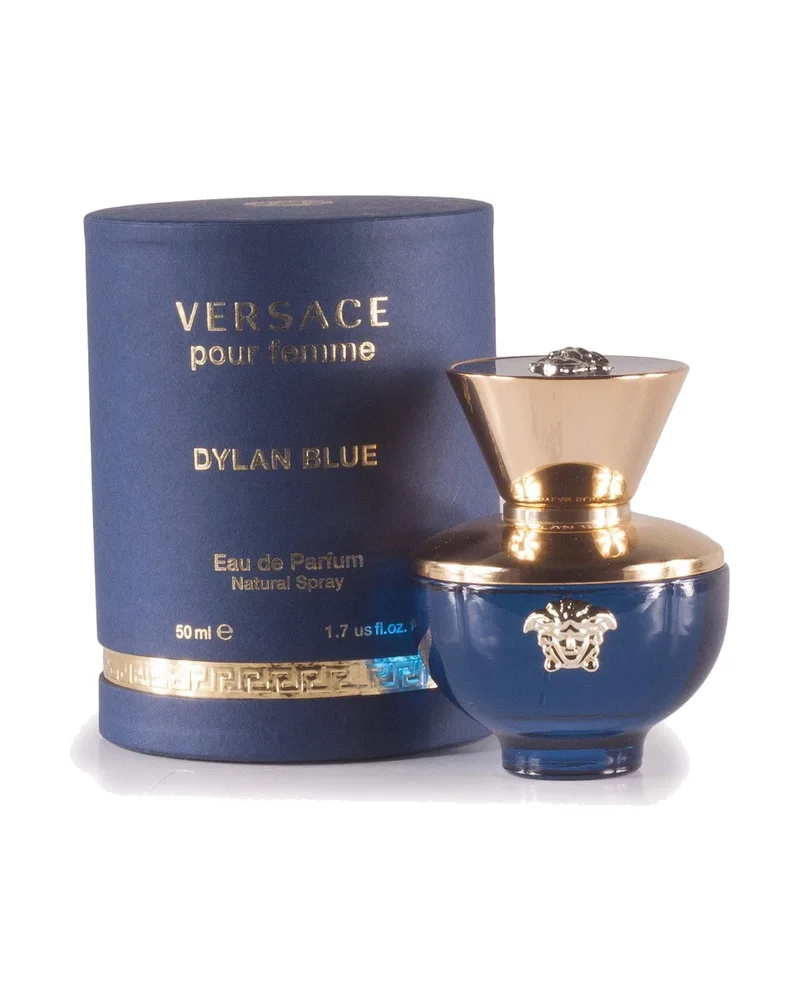 VERSACE
pour femme
DYLAN BLUE
Eau de Parfum
Natural Spray
50 ml e 1.7 us fl.oz.